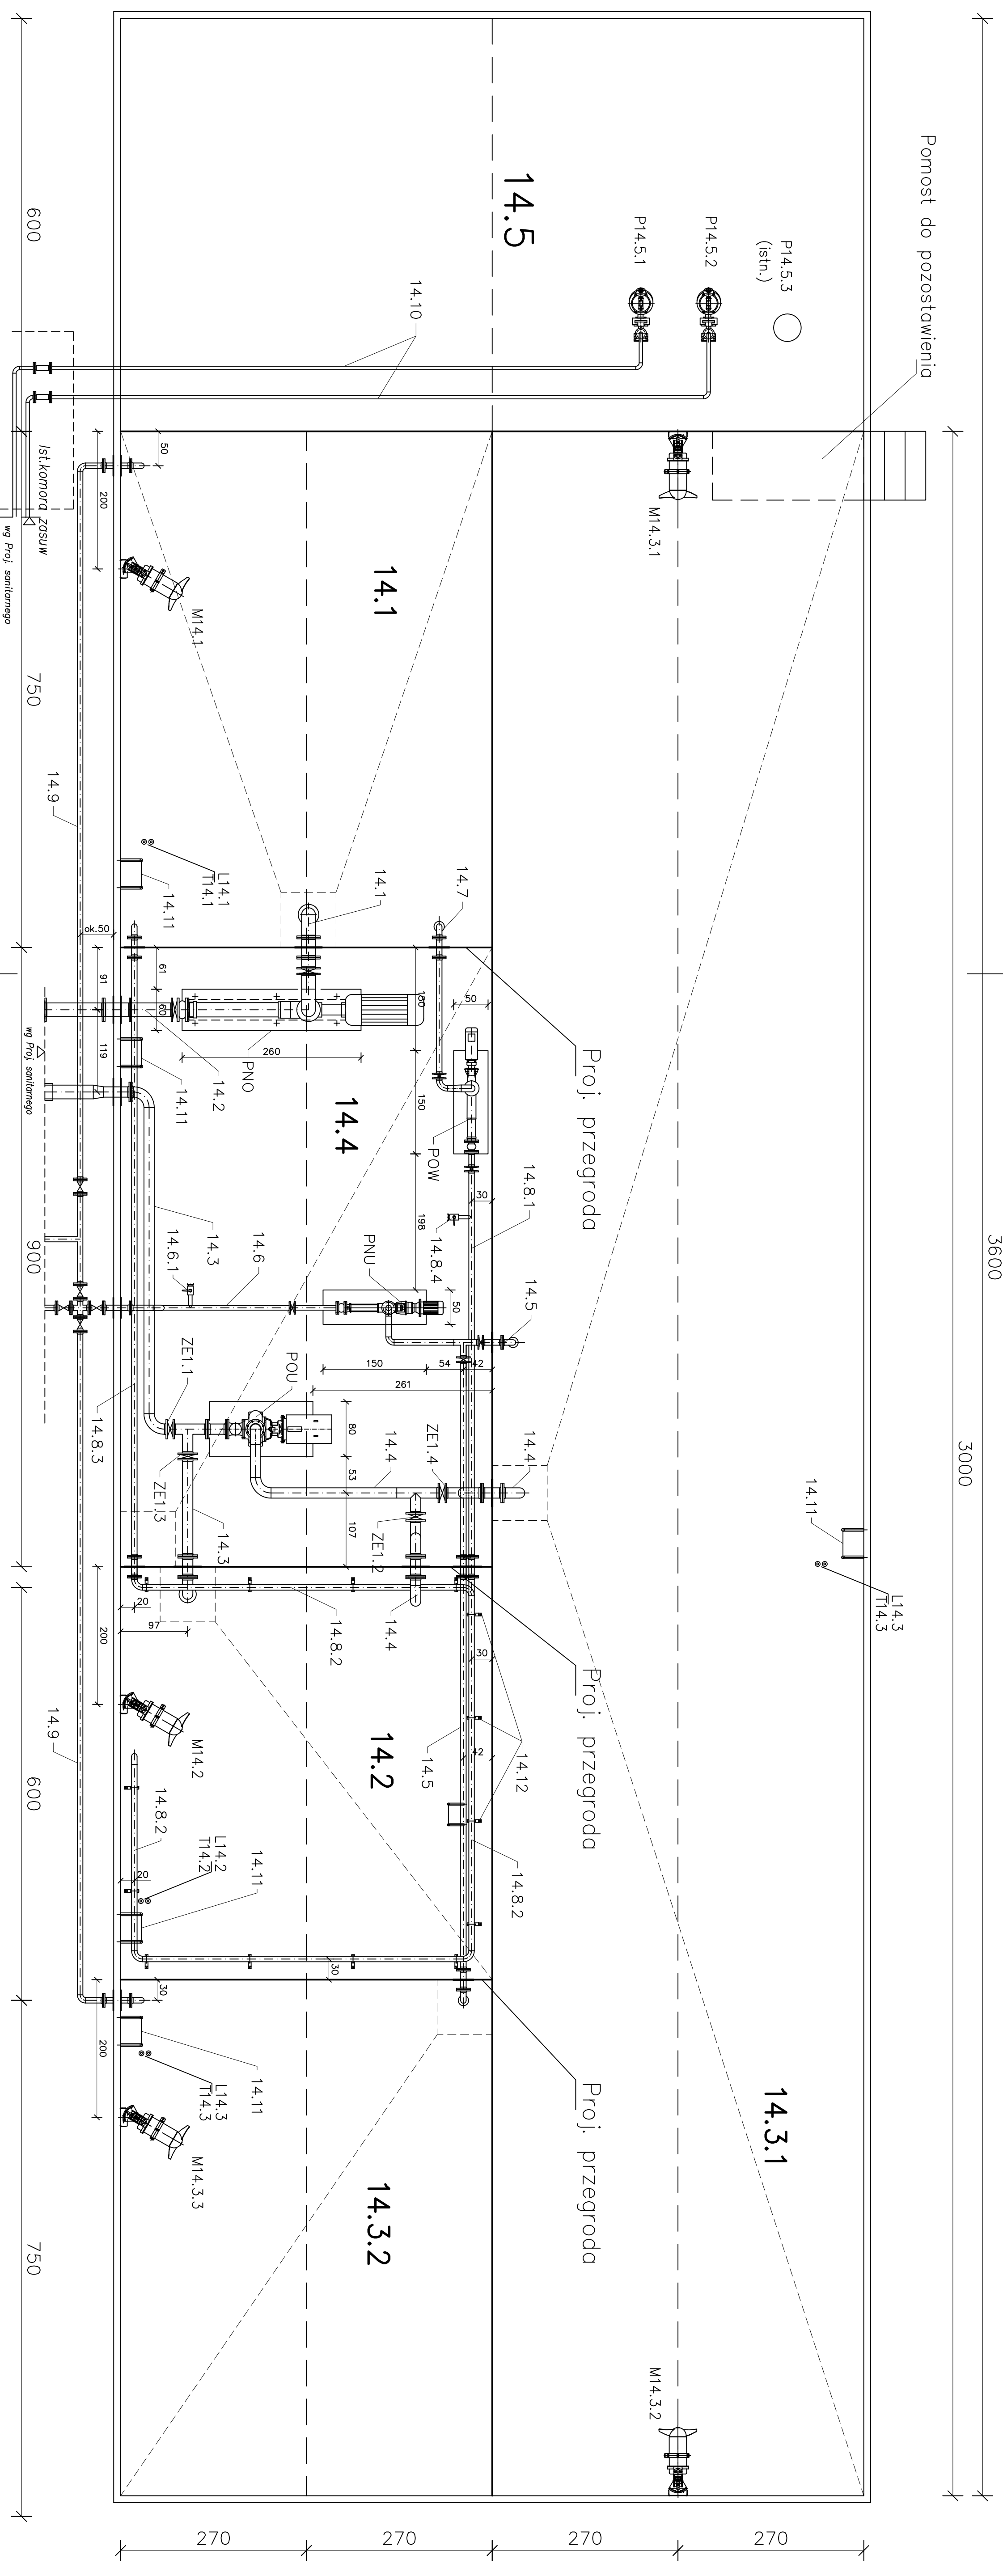 3600
3000
Pomost do pozostawienia
P14.5.3
(istn.)
P14.5.2
P14.5.1
14.5
14.10
600
Ist.komora zasuw
wg Proj. sanitarnego
50
200
M14.3.1
M14.1
14.1
750
14.9
L14.1
T14.1
14.11
14.1
14.7
ok.50
91
61
60
119
180
50
260
PNO
14.2
14.11
wg Proj. sanitarnego
14.4
150
POW
Proj. przegroda
30
14.8.1
198
14.8.4
PNU
50
14.5
14.3
14.6.1
14.6
900
150
54
42
261
ZE1.1
POU
80
53
107
14.4
ZE1.4
14.4
14.8.3
ZE1.3
14.3
ZE1.2
14.4
14.11
L14.3
T14.3
20
97
200
14.8.2
30
Proj. przegroda
14.9
M14.2
14.2
42
14.5
14.12
600
14.8.2
14.8.2
20
L14.2
T14.2
14.11
30
30
200
L14.3
T14.3
14.11
M14.3.3
Proj. przegroda
14.3.2
14.3.1
750
M14.3.2
270
270
270
270